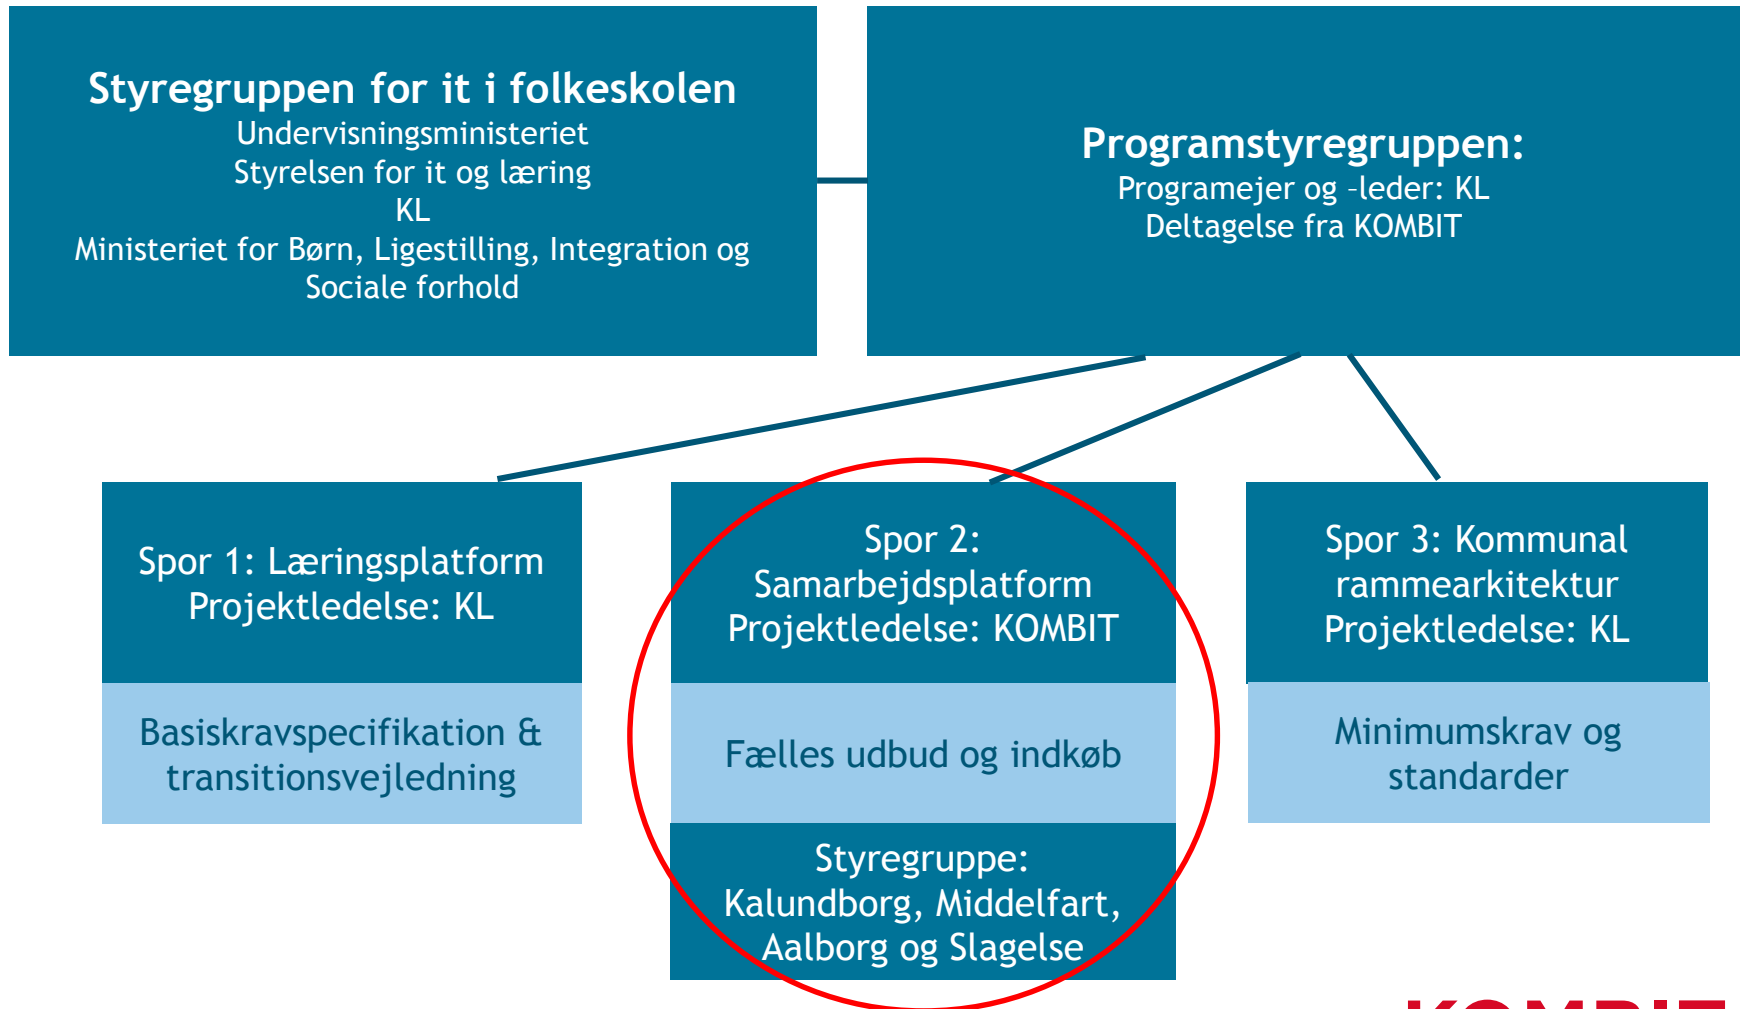 Styregruppen for it i folkeskolen
Undervisningsministeriet
Styrelsen for it og læring
KL
Ministeriet for Børn, Ligestilling, Integration og
Sociale forhold
Programstyregruppen:
Programejer og –leder: KL
Deltagelse fra KOMBIT
Spor 1: Læringsplatform
Projektledelse: KL
Basiskravspecifikation &
transitionsvejledning
Spor 2:
Samarbejdsplatform
Projektledelse: KOMBIT
Fælles udbud og indkøb
Styregruppe:
Kalundborg, Middelfart,
Aalborg og Slagelse
Spor 3: Kommunal
rammearkitektur
Projektledelse: KL
Minimumskrav og
standarder
KOMBIT